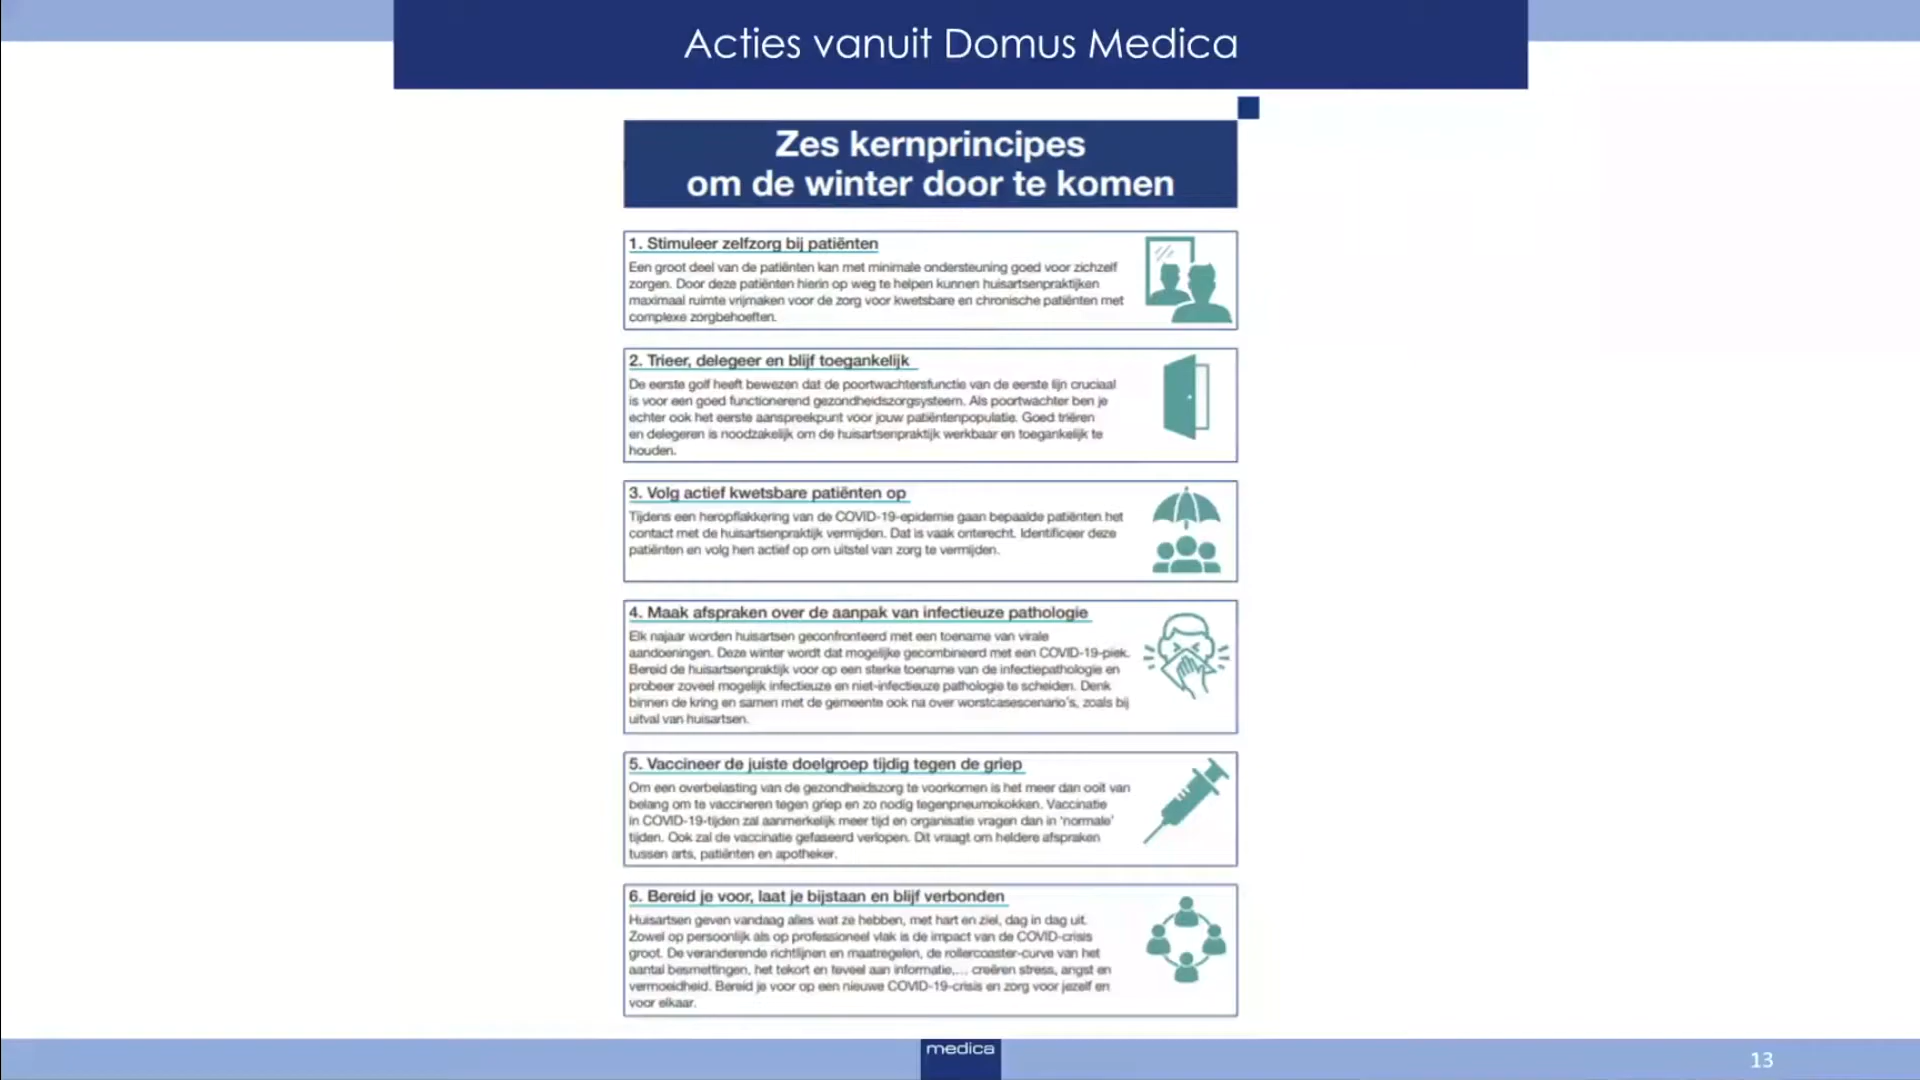 Acties vanuit Domus Medica
Zes kernprincipes
om de winter door te komen
1. Stimuleer zelfzorg bij patiënten
Een groot deel van de patiënten kan met minimale ondersteuning goed voor zichzelf
zorgen. Door deze patiënten hierin op weg te helpen kunnen huisartsenpraktijken
maximaal ruimte vrijmaken voor de zorg voor kwetsbare en chronische patiënten met
complexe zorgbehoeften.
2. Trieer, delegeer en blijf toegankelijk
De eerste golf heeft bewezen dat de poortwachtersfunctie van de eerste lijn cruciaal
is voor een goed functionerend gezondheidszorgsysteem. Als poortwachter ben je
echter ook het eerste aanspreekpunt voor jouw patiëntenpopulatie. Goed triëren
en delegeren is noodzakelijk om de huisartsenpraktijk werkbaar en toegankelijk te
houden.
3. Volg actief kwetsbare patiënten op
Tijdens een heropflakkering van de COVID-19-epidemie gaan bepaalde patiënten het
contact met de huisartsenpraktijk vermijden. Dat is vaak onterecht. Identificeer deze
patiënten en volg hen actief op om uitstel van zorg te vermijden.
4. Maak afspraken over de aanpak van infectieuze pathologie
Elk najaar worden huisartsen geconfronteerd met een toename van virale
aandoeningen. Deze winter wordt dat mogelijke gecombineerd met een COVID-19-piek.
Bereid de huisartsenpraktijk voor op een sterke toename van de infectiepathologie en
probeer zoveel mogelijk infectieuze en niet-infectieuze pathologie te scheiden. Denk
binnen de kring en samen met de gemeente ook na over worstcasescenario's, zoals bij
uitval van huisartsen.
5. Vaccineer de juiste doelgroep tijdig tegen de griep
Om een overbelasting van de gezondheidszorg te voorkomen is het meer dan ooit van
belang om te vaccineren tegen griep en zo nodig tegenpneumokokken. Vaccinatie
in COVID-19-tijden zal aanmerkelijk meer tijd en organisatie vragen dan in 'normale'
tijden. Ook zal de vaccinatie gefaseerd verlopen. Dit vraagt om heldere afspraken
tussen arts, patiënten en apotheker.
6. Bereid je voor, laat je bijstaan en blijf verbonden
Huisartsen geven vandaag alles wat ze hebben, met hart en ziel, dag in dag uit.
Zowel op persoonlijk als op professioneel vlak is de impact van de COVID-crisis
groot. De veranderende richtlijnen en maatregelen, de rollercoaster-curve van het
aantal besmettingen, het tekort en teveel aan informatie,... creëren stress, angst en
vermoeidheid. Bereid je voor op een nieuwe COVID-19-crisis en zorg voor jezelf en
voor elkaar.
medica
13